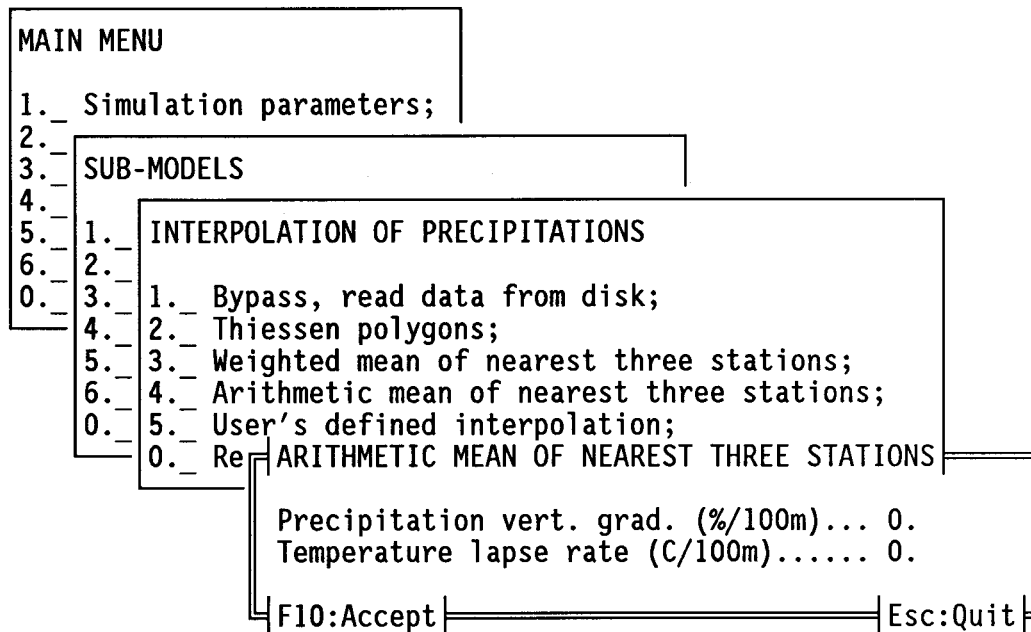 MAIN MENU
1._ Simulation parameters;
2._
3._
4._
5._
6._
0._
SUB-MODELS
1._
2._
3._
4._
5._
6._
0._
INTERPOLATION OF PRECIPITATIONS
1._ Bypass, read data from disk;
2._ Thiessen polygons;
3._ Weighted mean of nearest three stations;
4._ Arithmetic mean of nearest three stations;
5._ User's defined interpolation;
0._ Re
ARITHMETIC MEAN OF NEAREST THREE STATIONS
Precipitation vert. grad. (%/100m)... 0.
Temperature lapse rate (C/100m)...... 0.
F10:Accept
Esc:Quit